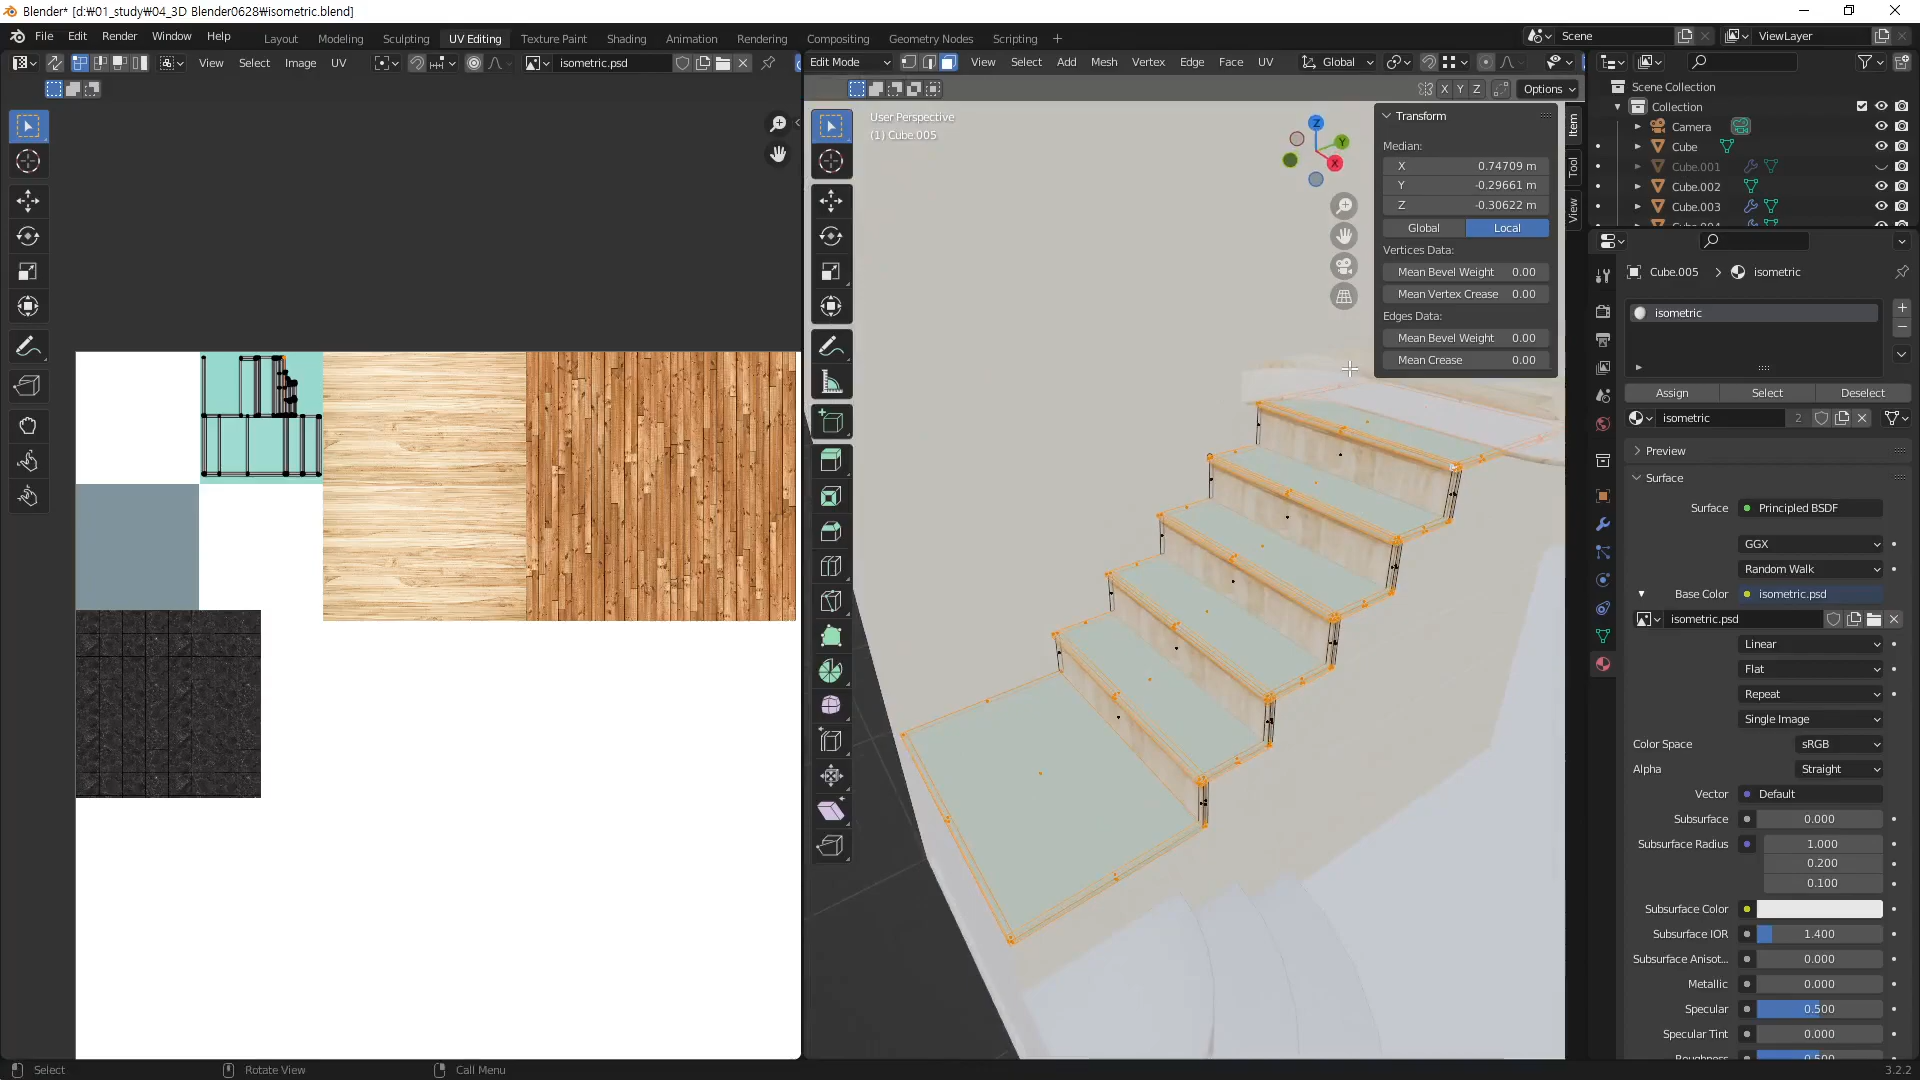 Blender* [d:₩01_study₩04_3D Blender0628₩isometric.blend]
File Edit Render Window Help
Layout Modeling Sculpting UV Editing Texture Paint Shading Animation Rendering Compositing Geometry Nodes Scripting +
Scene
ViewLayer
View Select Image UV
isometric.psd
Edit Mode
View Select Add Mesh Vertex Edge Face UV
Global
X Y Z
Options
User Perspective
(1) Cube.005
Z
Y
X
Transform
Median:
X 0.74709 m
Y -0.29661 m
Z -0.30622 m
Global Local
Vertices Data:
Mean Bevel Weight 0.00
Mean Vertex Crease 0.00
Edges Data:
Mean Bevel Weight 0.00
Mean Crease 0.00
Item
Tool
View
Scene Collection
Collection
Camera
Cube
Cube.001
Cube.002
Cube.003
Cube.005 > isometric
isometric
Assign Select Deselect
isometric 2
Preview
Surface
Surface Principled BSDF
GGX
Random Walk
Base Color isometric.psd
isometric.psd
Linear
Flat
Repeat
Single Image
Color Space sRGB
Alpha Straight
Vector Default
Subsurface 0.000
Subsurface Radius 1.000
0.200
0.100
Subsurface Color
Subsurface IOR 1.400
Subsurface Anisot... 0.000
Metallic 0.000
Specular 0.500
Specular Tint 0.000
Roughness 0.500
Select Rotate View Call Menu
3.2.2